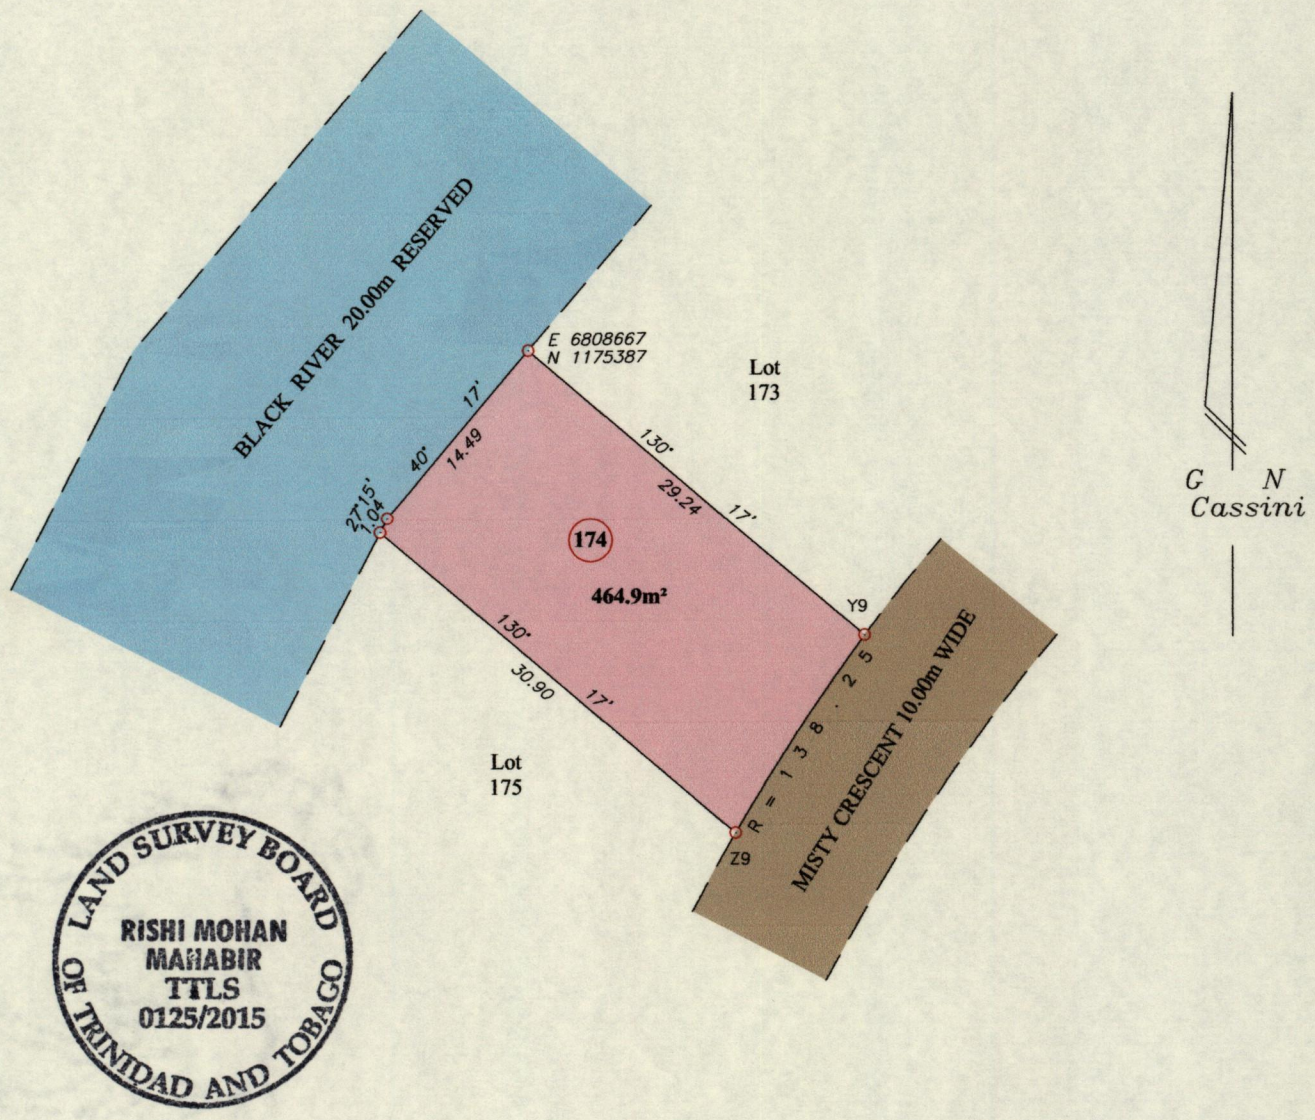 BLACK RIVER 20.00m RESERVED
E 6808667
N 1175387
Lot
173
40° 17'
14.49
27°15'
1.04
130° 17'
29.24
174
464.9m²
G N
Cassini
Y9
R = 138.25
MISTY CRESCENT 10.00m WIDE
130° 17'
30.90
Lot
175
Z9
LAND SURVEY BOARD
RISHI MOHAN
MAHABIR
TTLS
0125/2015
OF TRINIDAD AND TOBAGO